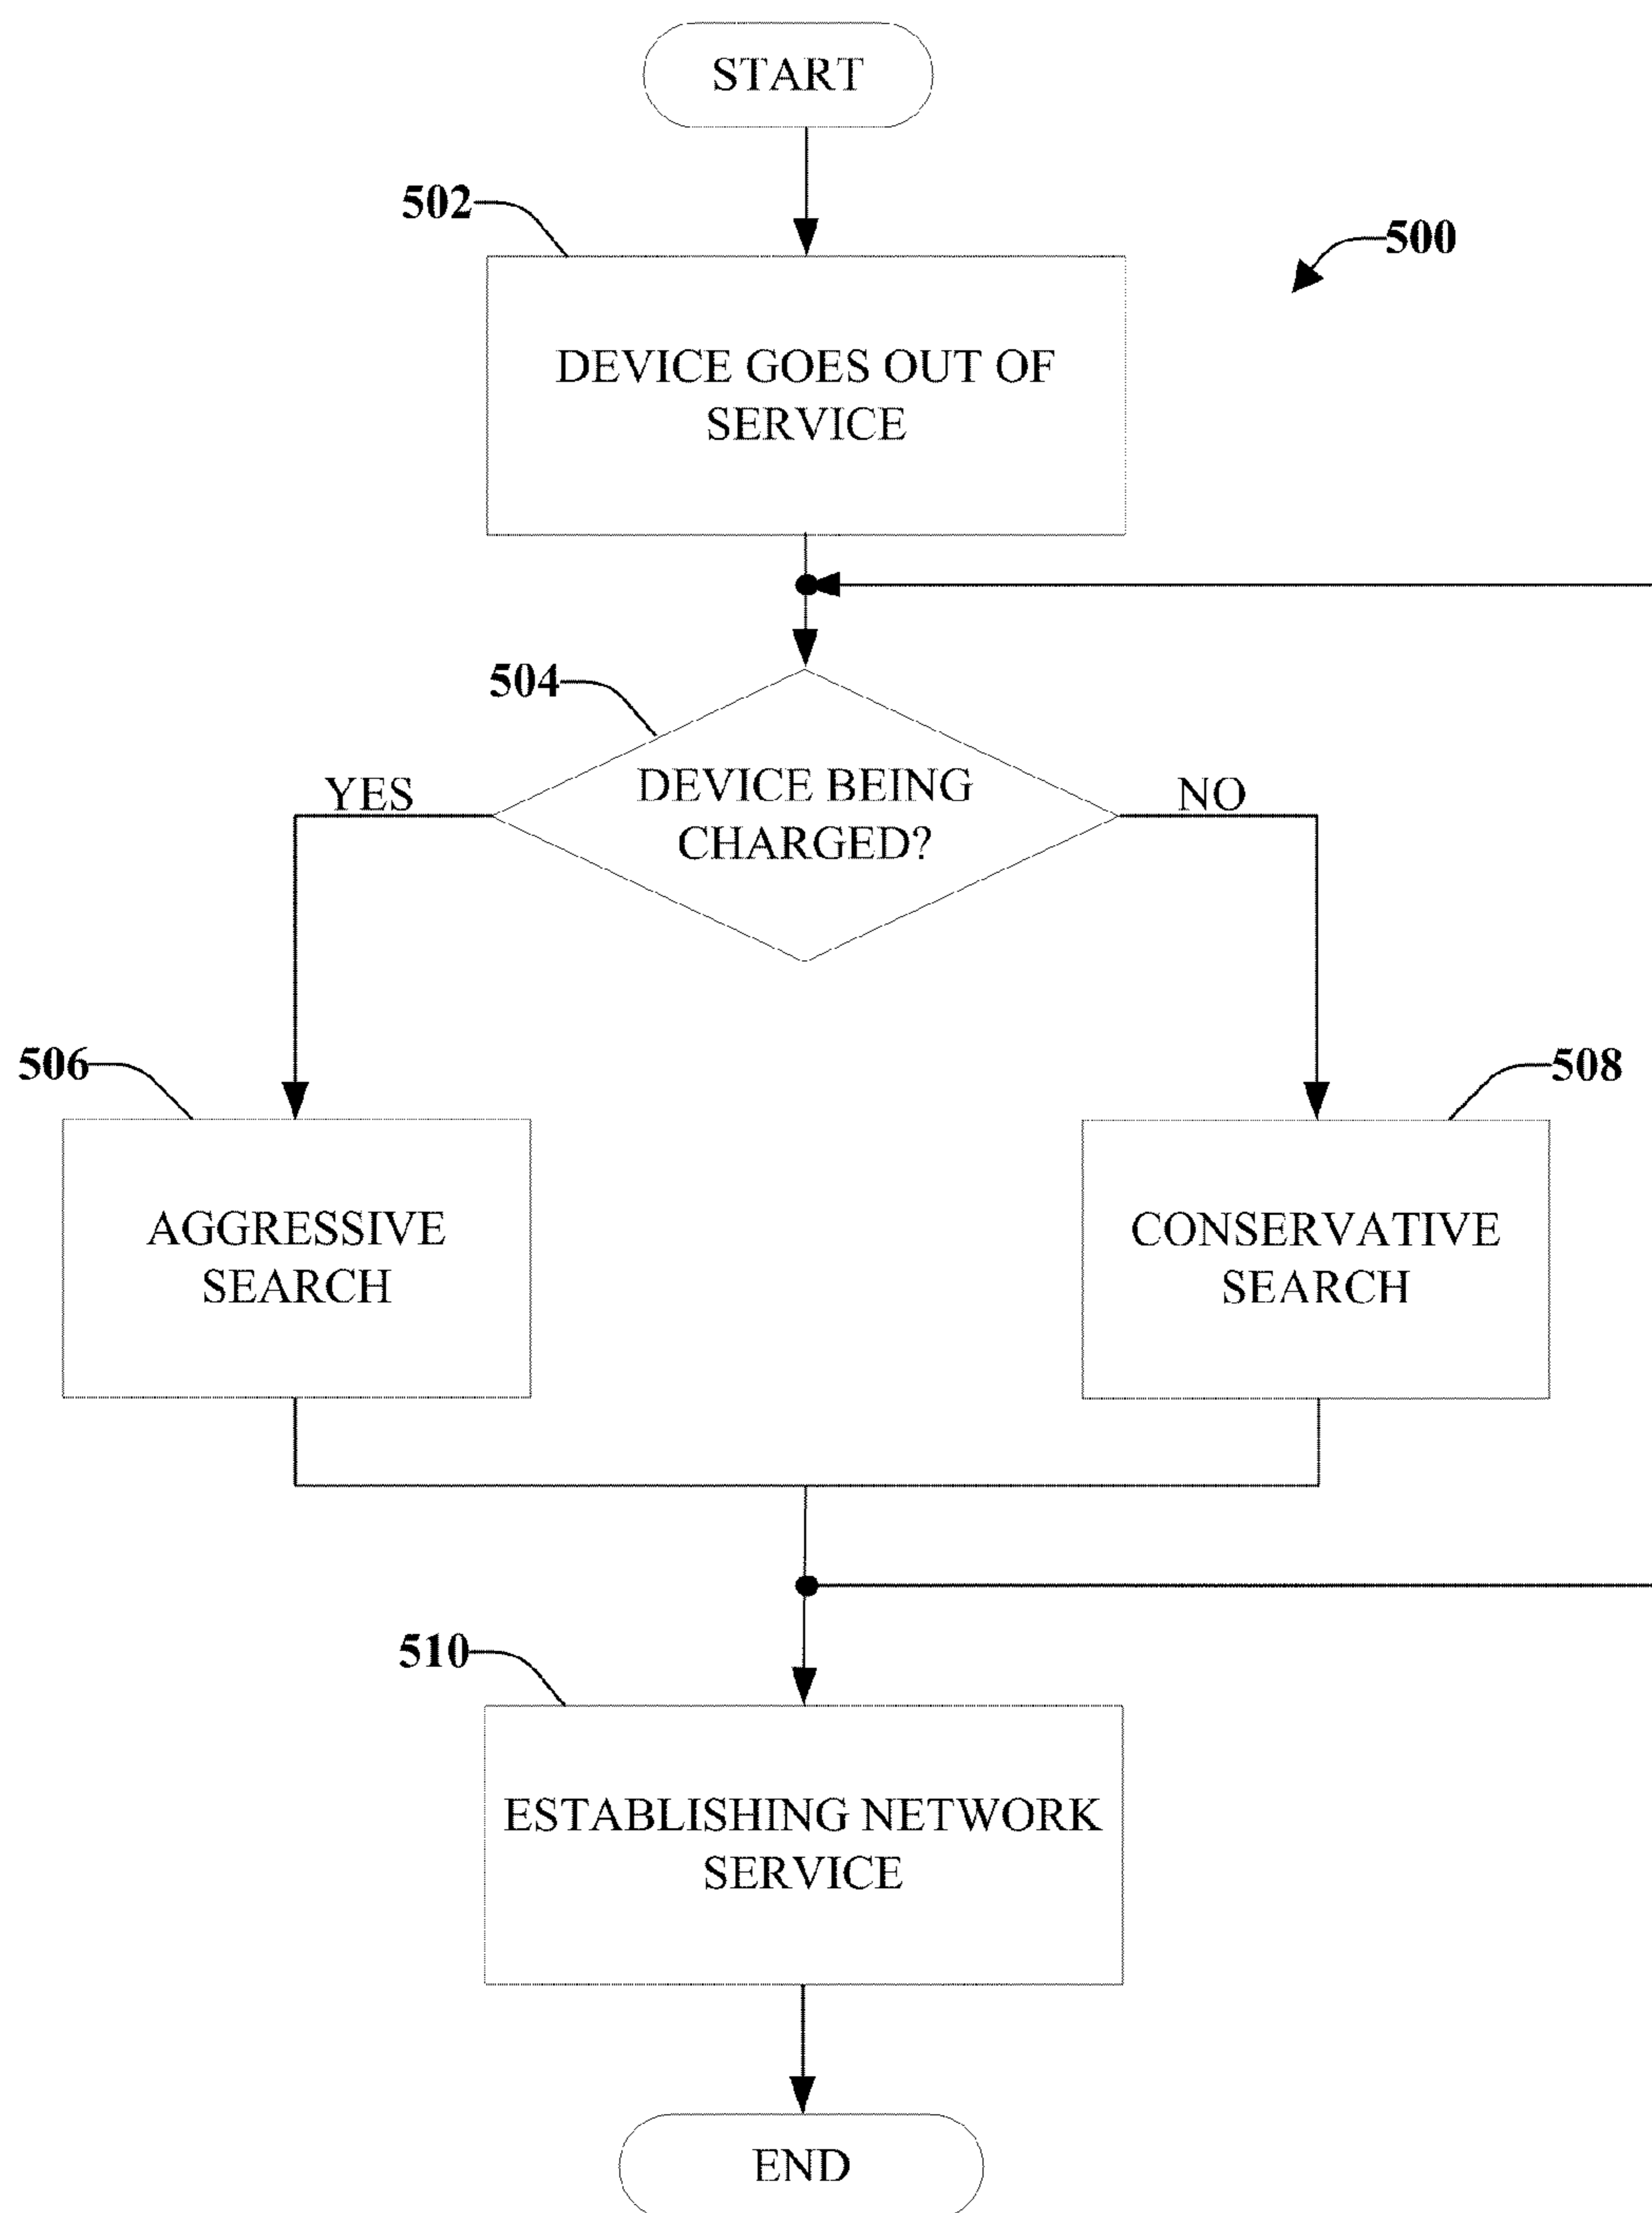 START
502
500
DEVICE GOES OUT OF
SERVICE
504
DEVICE BEING
CHARGED?
YES
NO
506
508
AGGRESSIVE
SEARCH
CONSERVATIVE
SEARCH
510
ESTABLISHING NETWORK
SERVICE
END